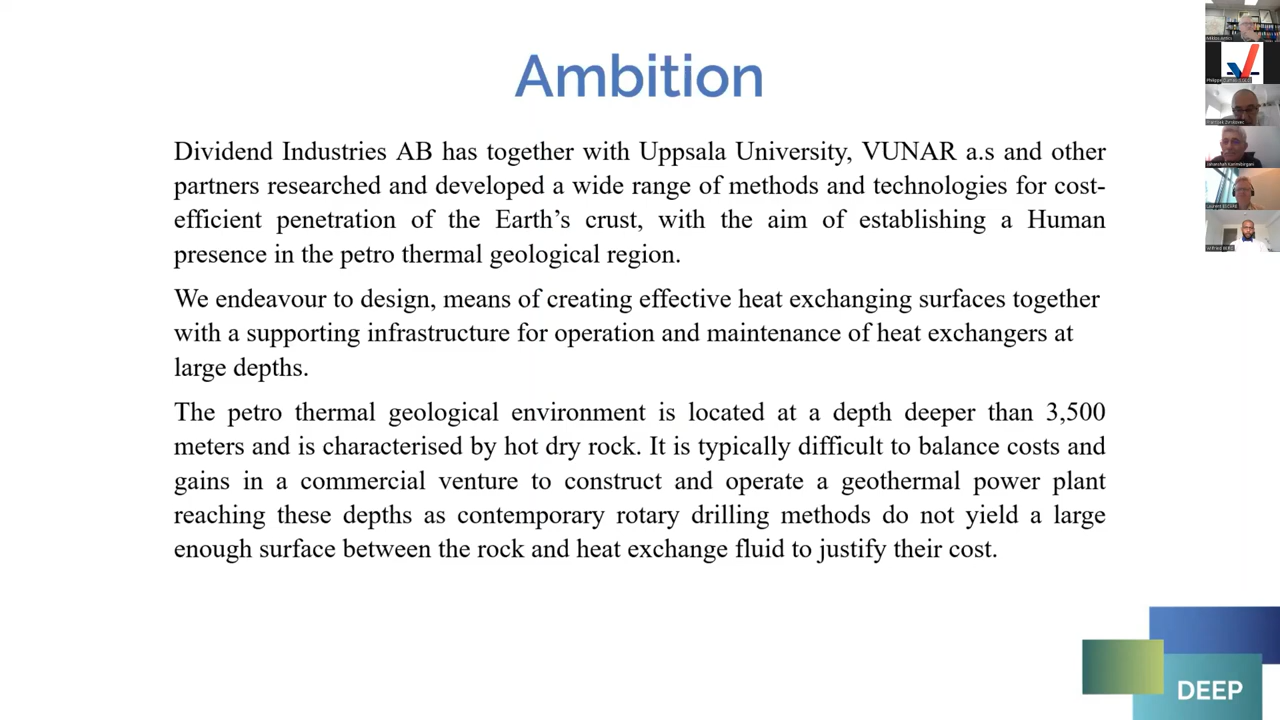 Ambition
Dividend Industries AB has together with Uppsala University, VUNAR a.s and other
partners researched and developed a wide range of methods and technologies for cost-
efficient penetration of the Earth’s crust, with the aim of establishing a Human
presence in the petro thermal geological region.
We endeavour to design, means of creating effective heat exchanging surfaces together
with a supporting infrastructure for operation and maintenance of heat exchangers at
large depths.
The petro thermal geological environment is located at a depth deeper than 3,500
meters and is characterised by hot dry rock. It is typically difficult to balance costs and
gains in a commercial venture to construct and operate a geothermal power plant
reaching these depths as contemporary rotary drilling methods do not yield a large
enough surface between the rock and heat exchange fluid to justify their cost.
DEEP